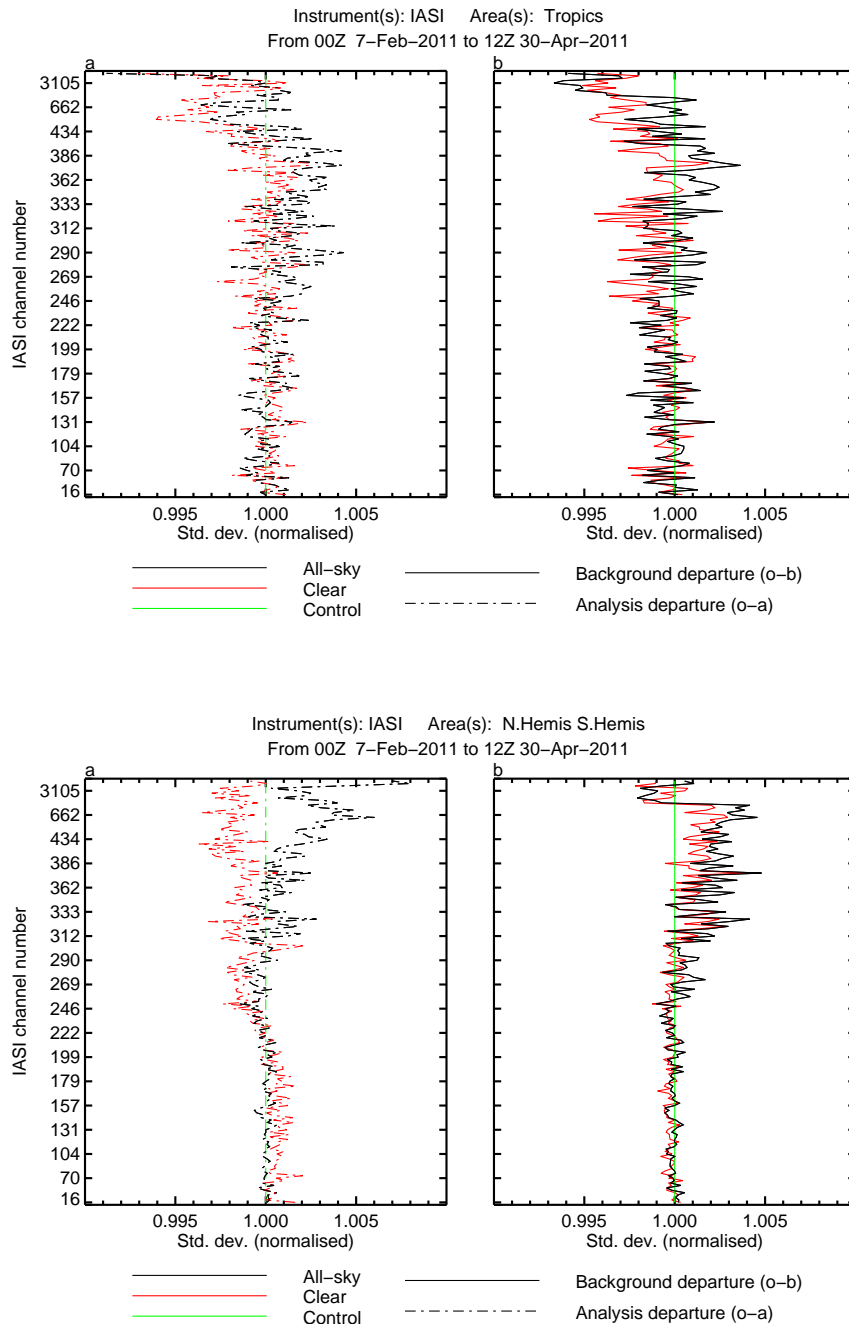 Instrument(s): IASI Area(s): Tropics
From 00Z 7-Feb-2011 to 12Z 30-Apr-2011
a
b
IASI channel number
3105
662
434
386
362
333
312
290
269
246
222
199
179
157
131
104
70
16
0.995 1.000 1.005
0.995 1.000 1.005
Std. dev. (normalised)
Std. dev. (normalised)
All-sky
Clear
Control
Background departure (o-b)
Analysis departure (o-a)
Instrument(s): IASI Area(s): N.Hemis S.Hemis
From 00Z 7-Feb-2011 to 12Z 30-Apr-2011
a
b
IASI channel number
3105
662
434
386
362
333
312
290
269
246
222
199
179
157
131
104
70
16
0.995 1.000 1.005
0.995 1.000 1.005
Std. dev. (normalised)
Std. dev. (normalised)
All-sky
Clear
Control
Background departure (o-b)
Analysis departure (o-a)